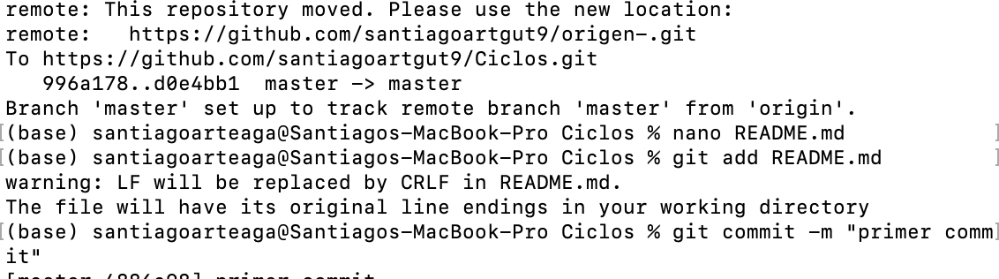 remote: This repository moved. Please use the new location:
remote:   https://github.com/santiagoartgut9/origen-.git
To https://github.com/santiagoartgut9/Ciclos.git
   996a178..d0e4bb1  master -> master
Branch 'master' set up to track remote branch 'master' from 'origin'.
[(base) santiagoarteaga@Santiagos-MacBook-Pro Ciclos % nano README.md ]
[(base) santiagoarteaga@Santiagos-MacBook-Pro Ciclos % git add README.md ]
warning: LF will be replaced by CRLF in README.md.
The file will have its original line endings in your working directory
[(base) santiagoarteaga@Santiagos-MacBook-Pro Ciclos % git commit -m "primer comm]
it"
[master primer commit